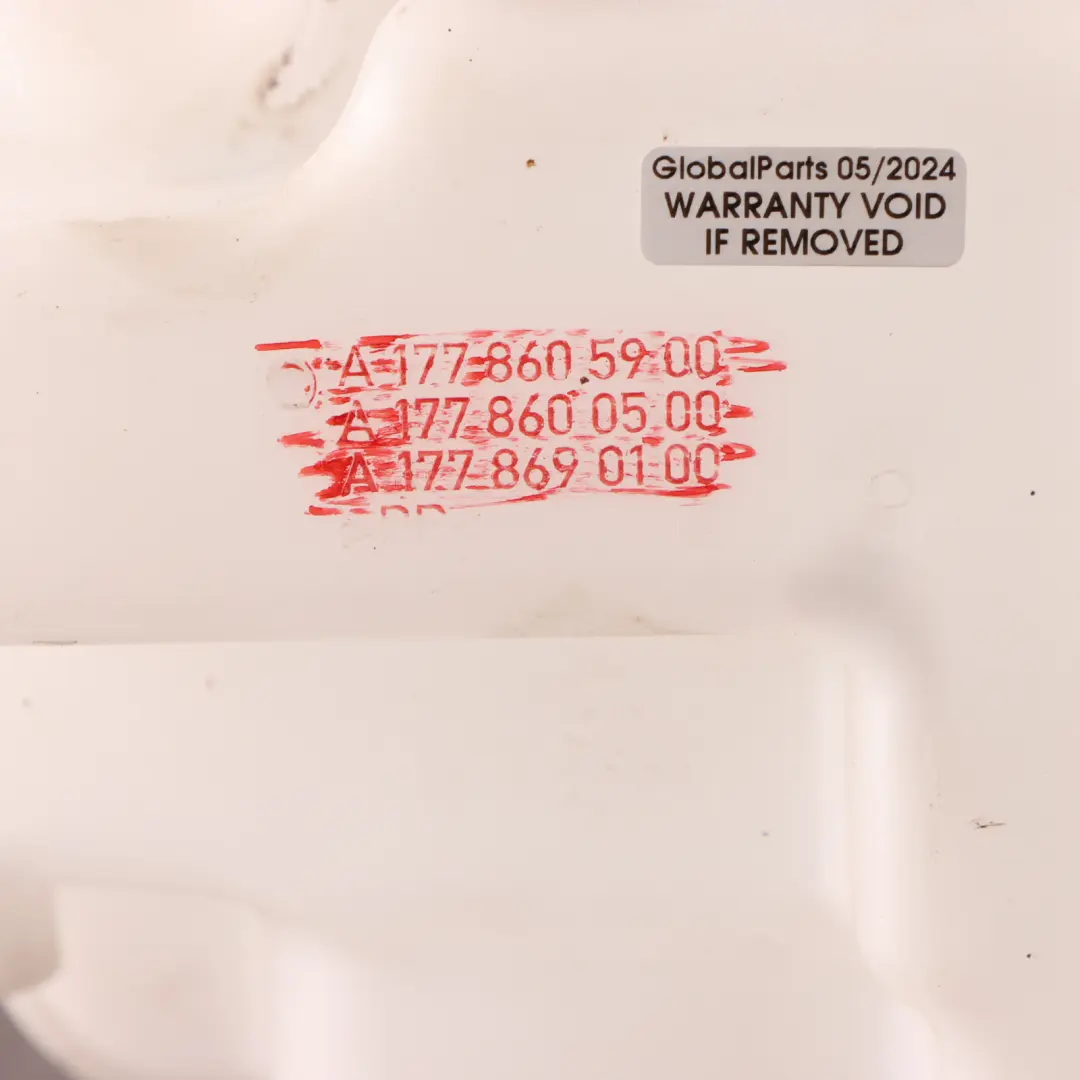 GlobalParts 05/2024
WARRANTY VOID
IF REMOVED
A 177 860 59 00
A 177 860 05 00
A 177 869 01 00